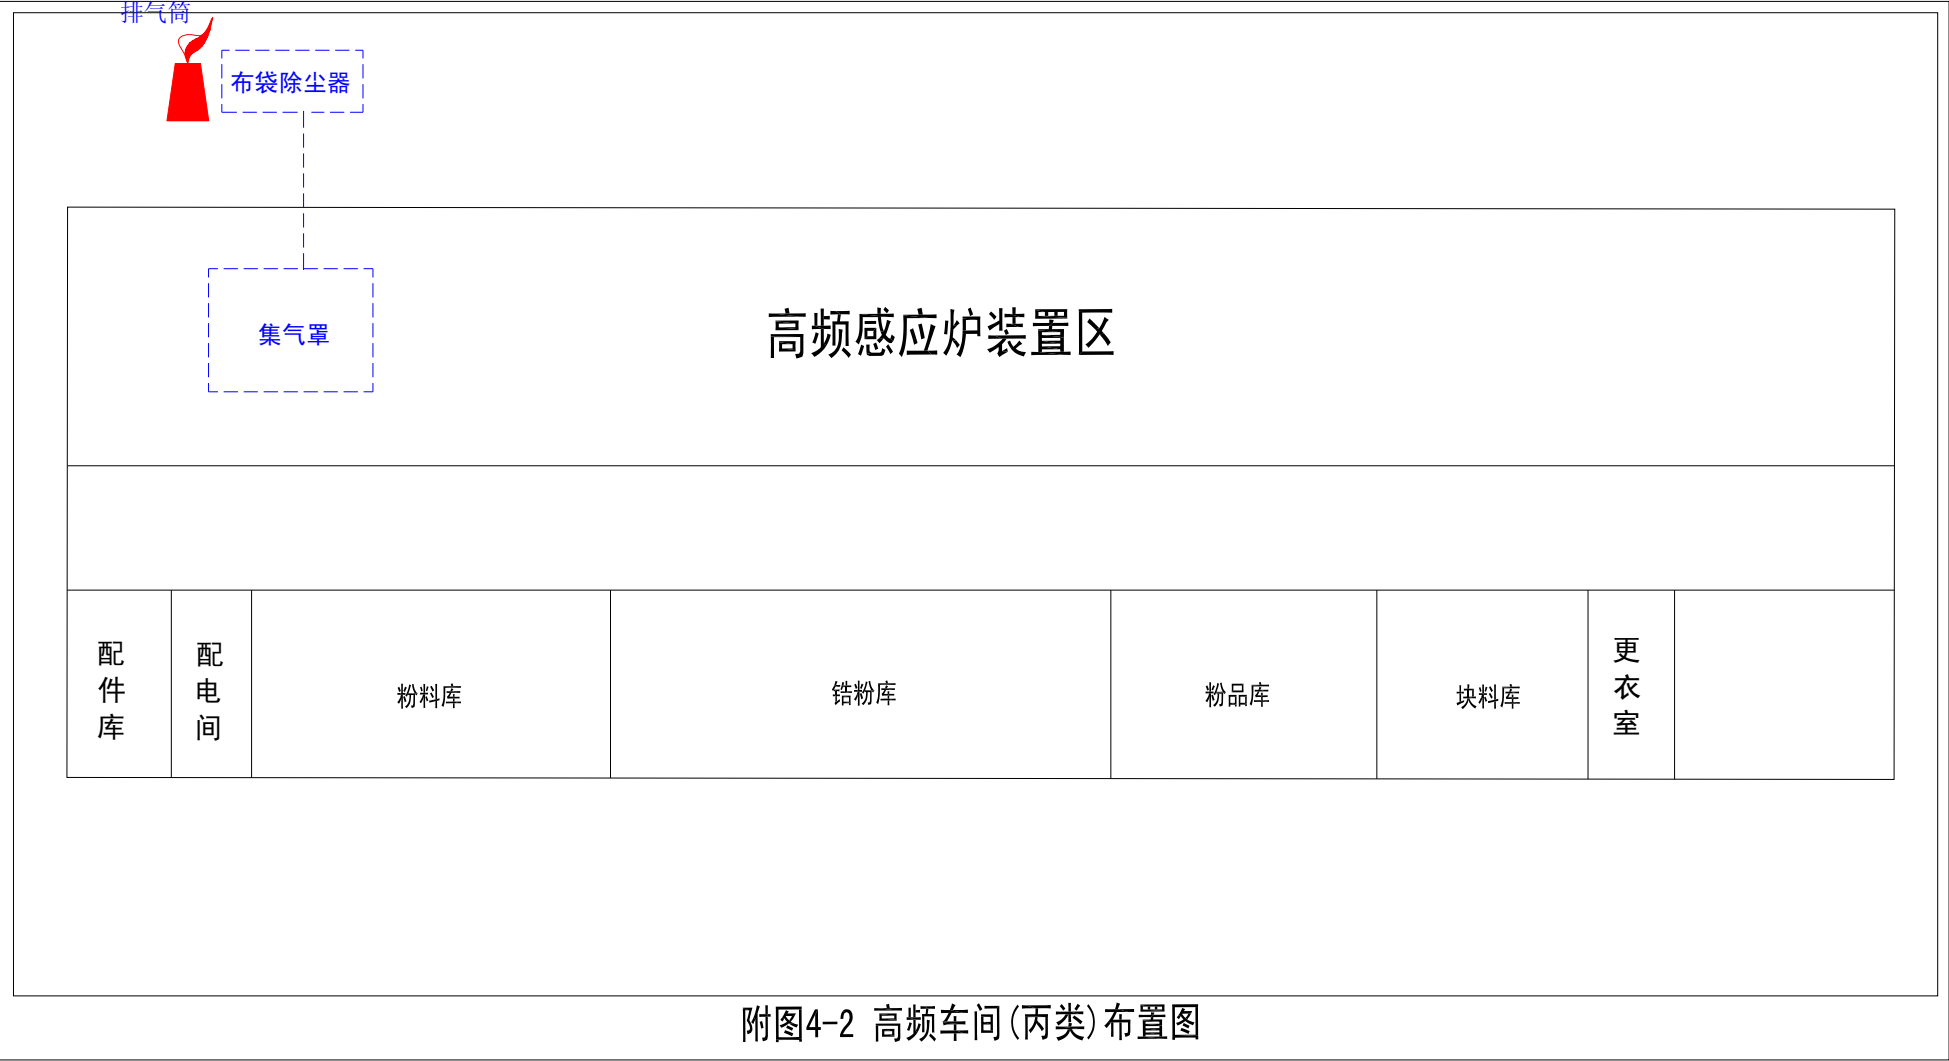 排气筒
布袋除尘器
集气罩
高频感应炉装置区
配件库
配电间
粉料库
锆粉库
粉品库
块料库
更衣室
附图4-2 高频车间(丙类)布置图